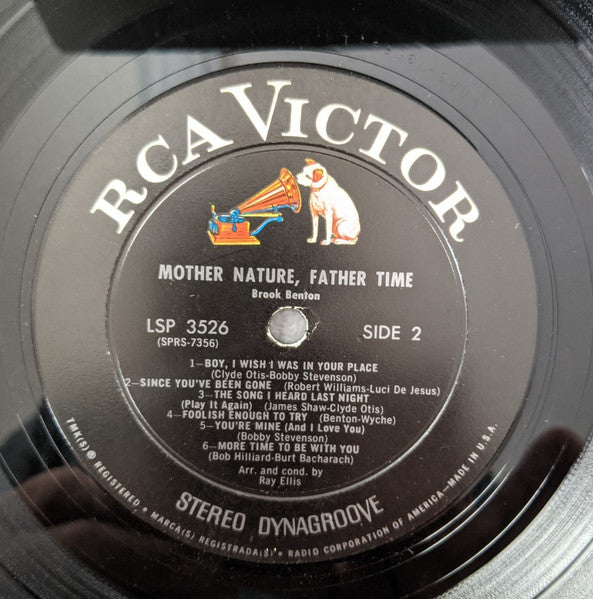 RCA VICTOR
MOTHER NATURE, FATHER TIME
Brook Benton
LSP 3526
(SPRS-7356)
SIDE 2
1—BOY, I WISH I WAS IN YOUR PLACE
(Clyde Otis-Bobby Stevenson)
2—SINCE YOU'VE BEEN GONE (Robert Williams-Luci De Jesus)
3—THE SONG I HEARD LAST NIGHT
(Play It Again) (James Shaw-Clyde Otis)
4—FOOLISH ENOUGH TO TRY (Benton-Wyche)
5—YOU'RE MINE (And I Love You)
(Bobby Stevenson)
6—MORE TIME TO BE WITH YOU
(Bob Hilliard-Burt Bacharach)
Arr. and cond. by
Ray Ellis
STEREO DYNAGROOVE
TMK(S) ® REGISTERED • MARCA(S) REGISTRADA(S) • RADIO CORPORATION OF AMERICA—MADE IN U.S.A.